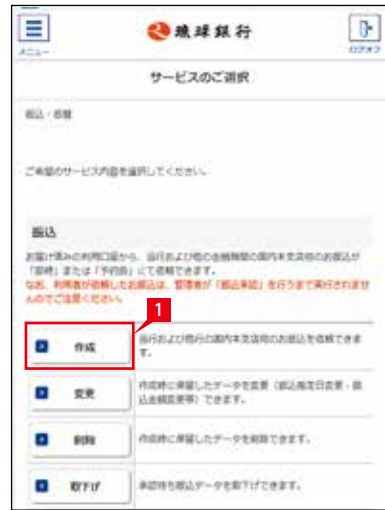 メニュー
琉球銀行
ログオフ
サービスのご選択
振込・振替
ご希望のサービス内容を選択してください。
振込
お届け済みの利用口座から、当行および他の金融機関の国内本支店宛のお振込が
「即時」または「予約扱」にて依頼できます。
なお、利用者が依頼したお振込は、管理者が「振込承認」を行うまで実行されませ
んのでご注意ください。
1
作成
当行および他行の国内本支店宛のお振込を依頼できま
す。
変更
作成時に保留したデータを変更（振込指定日変更・振
込金額変更等）できます。
削除
作成時に保留したデータを削除できます。
取下げ
承認待ち振込データを取下げできます。